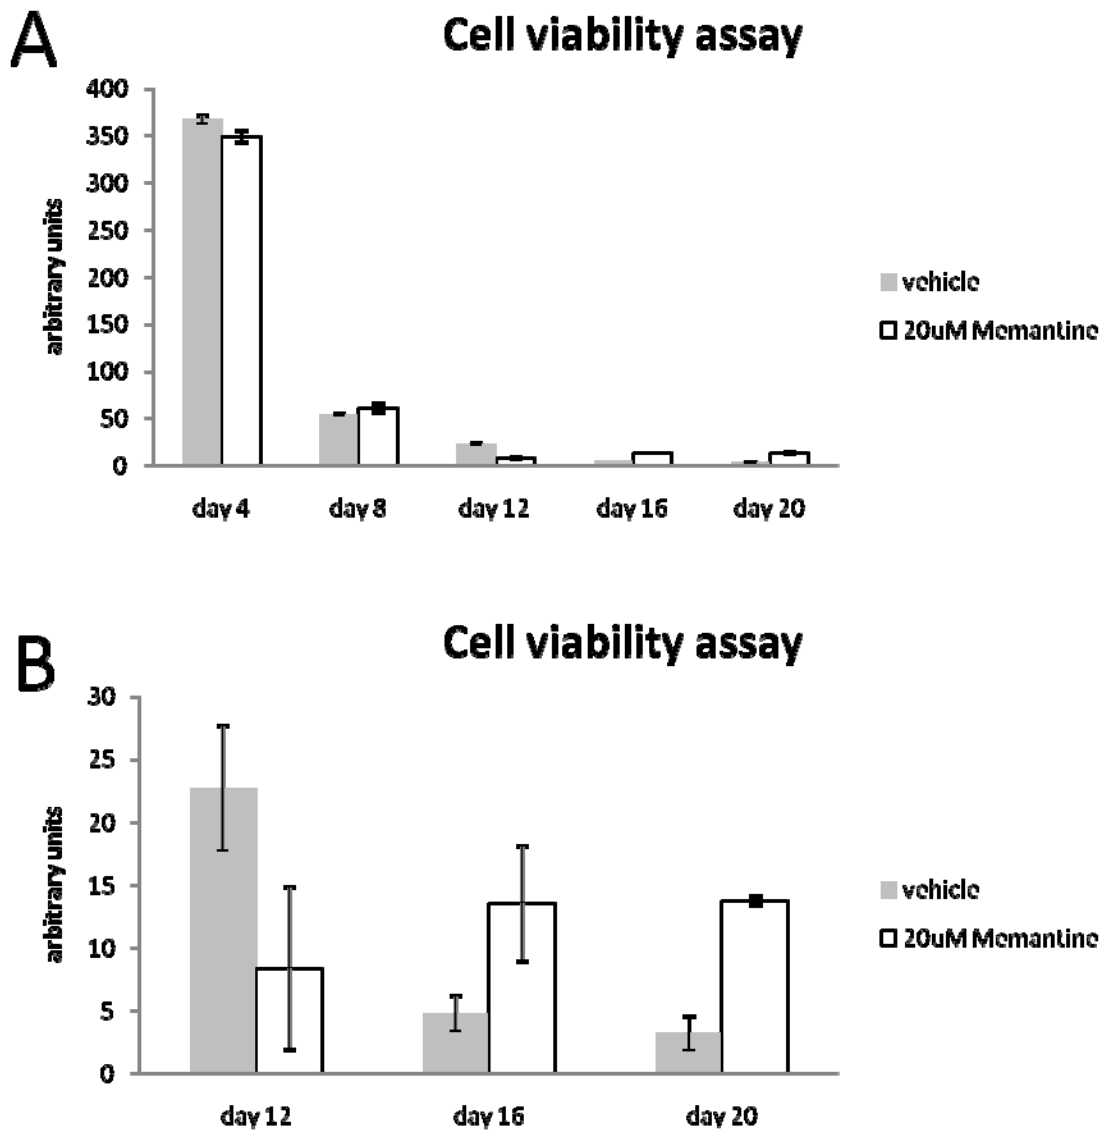 A
Cell viability assay
400
350
300
250
200
150
100
50
0
arbitrary units
day 4
day 8
day 12
day 16
day 20
vehicle
20uM Memantine
B
Cell viability assay
30
25
20
15
10
5
0
arbitrary units
day 12
day 16
day 20
vehicle
20uM Memantine